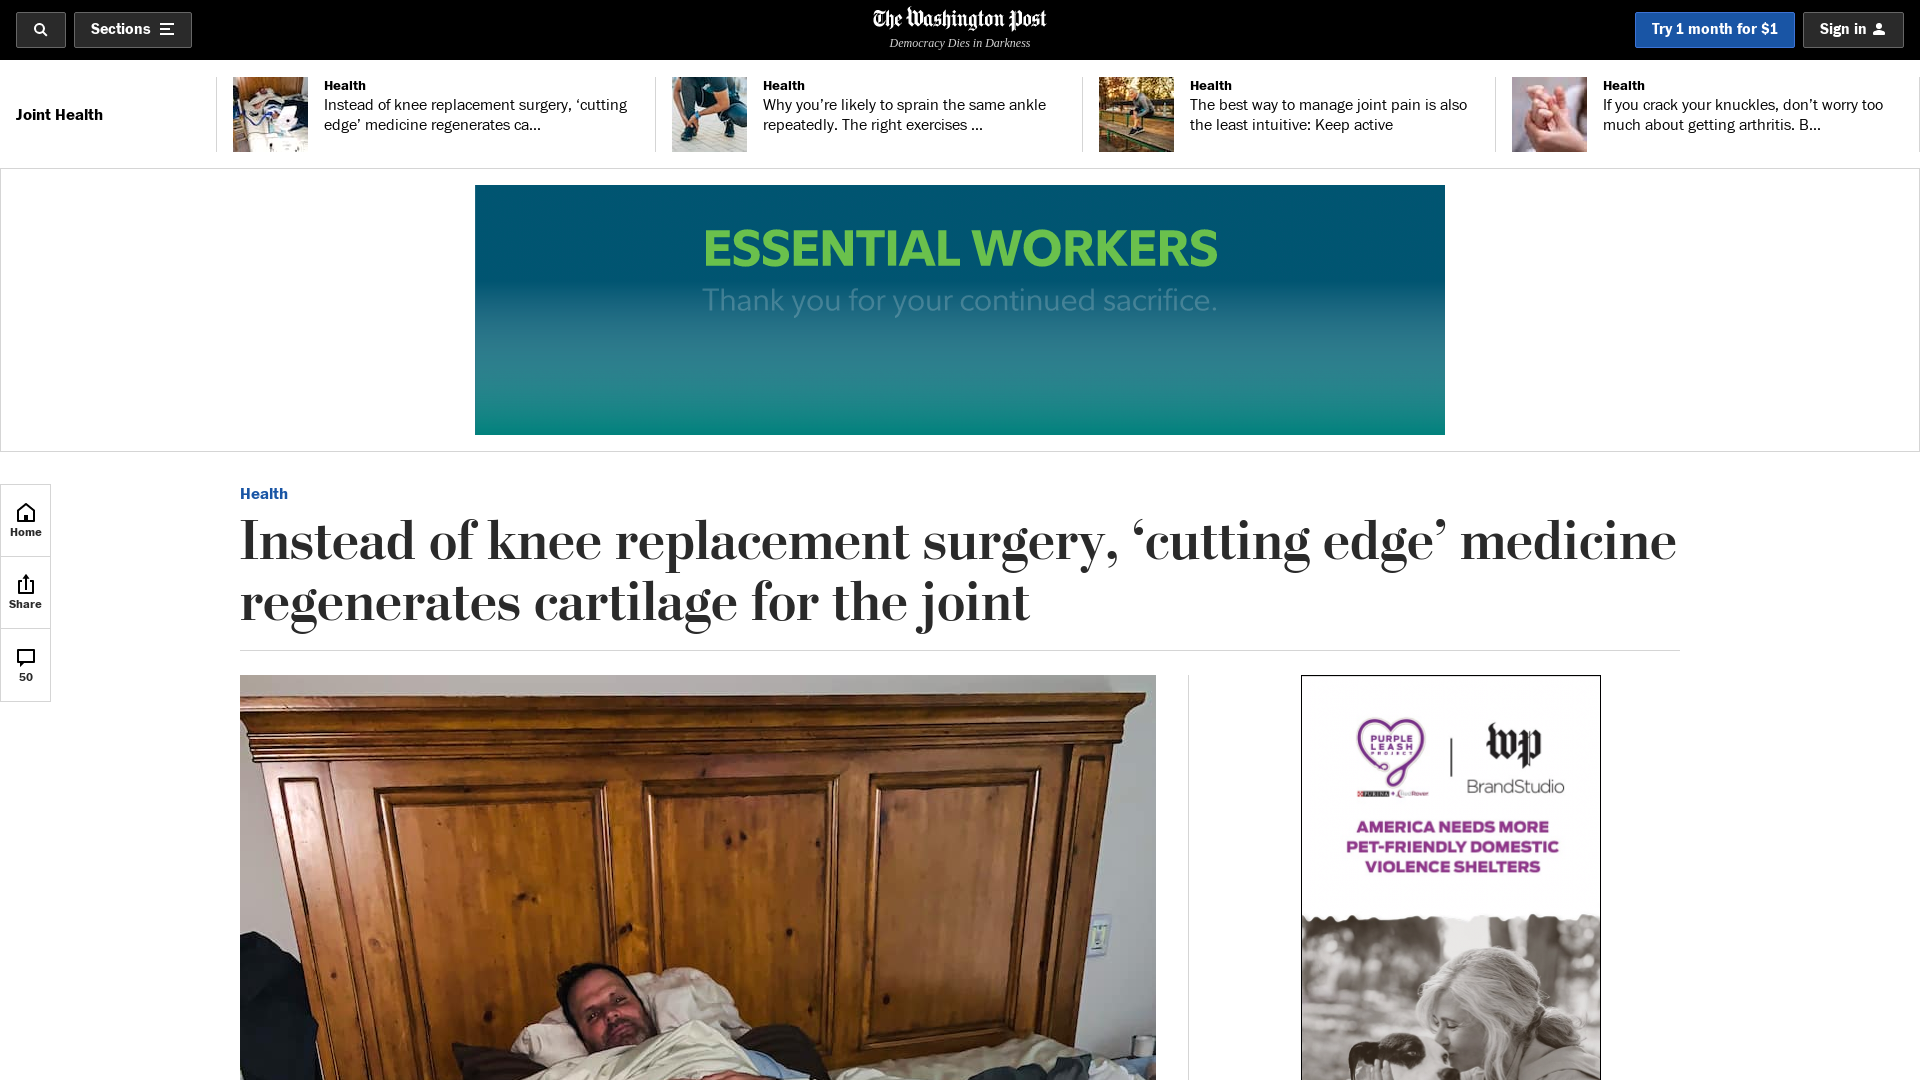 Sections
The Washington Post
Democracy Dies in Darkness
Try 1 month for $1
Sign in
Joint Health
Health
Instead of knee replacement surgery, ‘cutting
edge’ medicine regenerates ca...
Health
Why you’re likely to sprain the same ankle
repeatedly. The right exercises ...
Health
The best way to manage joint pain is also
the least intuitive: Keep active
Health
If you crack your knuckles, don’t worry too
much about getting arthritis. B...
ESSENTIAL WORKERS
Thank you for your continued sacrifice.
Home
Share
50
Health
Instead of knee replacement surgery, ‘cutting edge’ medicine
regenerates cartilage for the joint
PURPLE
LEASH
PROJECT
PURINA
wp
BrandStudio
AMERICA NEEDS MORE
PET-FRIENDLY DOMESTIC
VIOLENCE SHELTERS